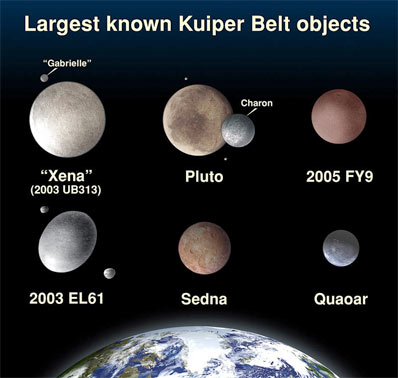 Largest known Kuiper Belt objects
“Gabrielle”
Charon
“Xena”
(2003 UB313)
Pluto
2005 FY9
2003 EL61
Sedna
Quaoar